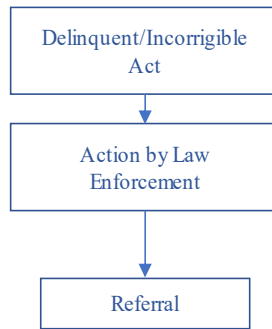 Delinquent/Incorrigible
Act
Action by Law
Enforcement
Referral